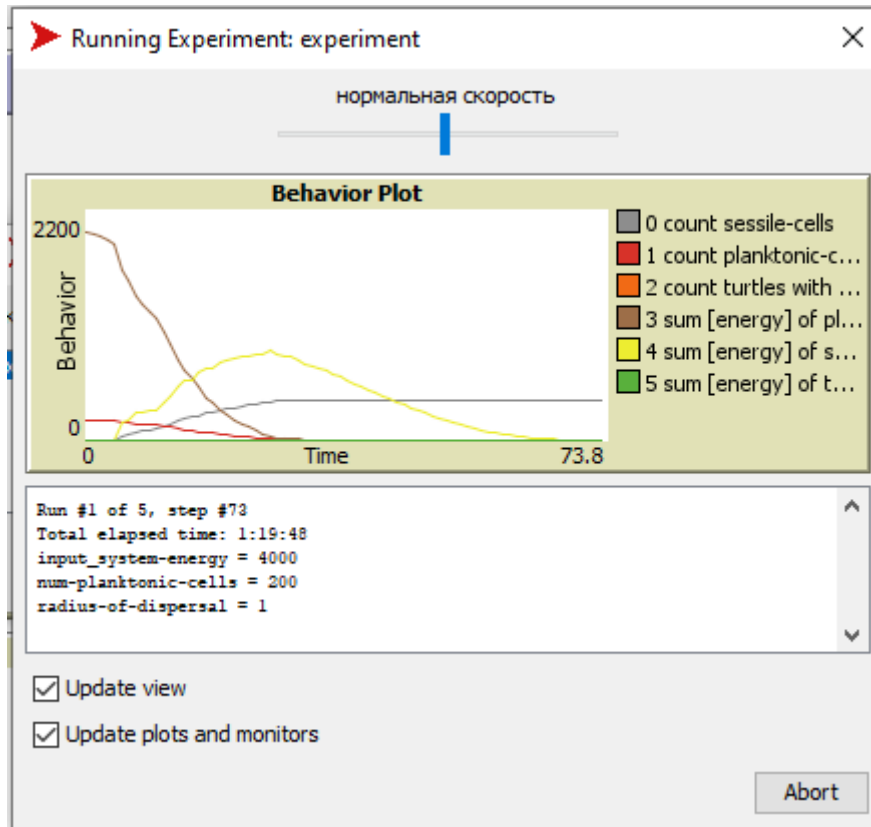 Running Experiment: experiment
нормальная скорость
Behavior Plot
2200
Behavior
0
0 Time 73.8
0 count sessile-cells
1 count planktonic-c...
2 count turtles with ...
3 sum [energy] of pl...
4 sum [energy] of s...
5 sum [energy] of t...
Run #1 of 5, step #73
Total elapsed time: 1:19:48
input_system-energy = 4000
num-planktonic-cells = 200
radius-of-dispersal = 1
Update view
Update plots and monitors
Abort